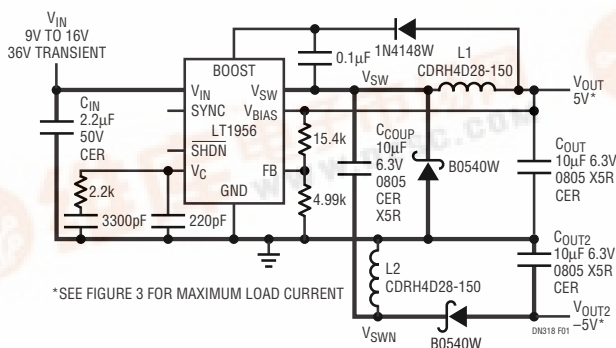 VIN
9V TO 16V
36V TRANSIENT
BOOST
0.1µF
1N4148W
L1
CDRH4D28-150
VOUT
5V*
CIN
2.2µF
50V
CER
VIN
SYNC
SHDN
VC
GND
LT1956
VSW
VBIAS
FB
VSW
15.4k
4.99k
CCOUP
10µF
6.3V
0805
CER
X5R
B0540W
COUT
10µF 6.3V
0805 X5R
CER
2.2k
3300pF
220pF
L2
CDRH4D28-150
COUT2
10µF 6.3V
0805 X5R
CER
*SEE FIGURE 3 FOR MAXIMUM LOAD CURRENT
VSWN
B0540W
VOUT2
–5V*
DN318 F01